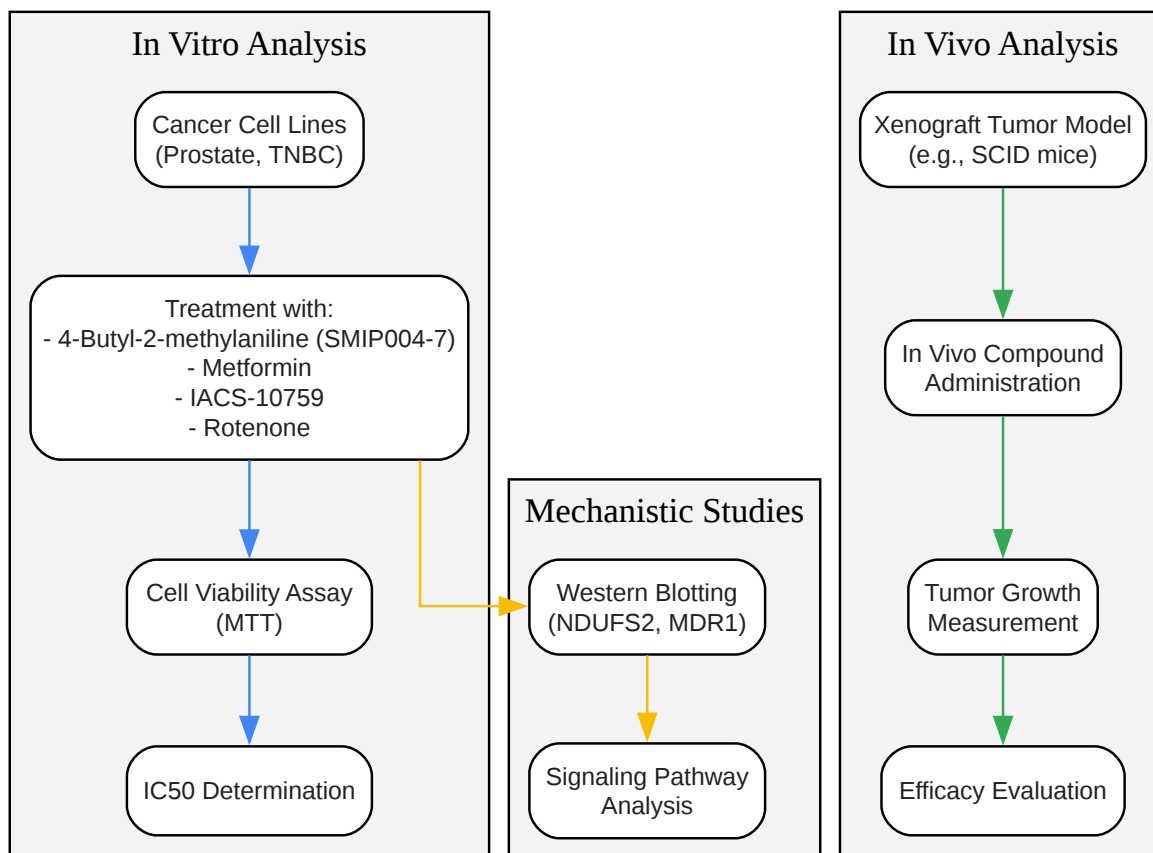 In Vitro Analysis
Cancer Cell Lines
(Prostate, TNBC)
Treatment with:
- 4-Butyl-2-methylaniline (SMIP004-7)
- Metformin
- IACS-10759
- Rotenone
Cell Viability Assay
(MTT)
IC50 Determination
Mechanistic Studies
Western Blotting
(NDUFS2, MDR1)
Signaling Pathway
Analysis
In Vivo Analysis
Xenograft Tumor Model
(e.g., SCID mice)
In Vivo Compound
Administration
Tumor Growth
Measurement
Efficacy Evaluation